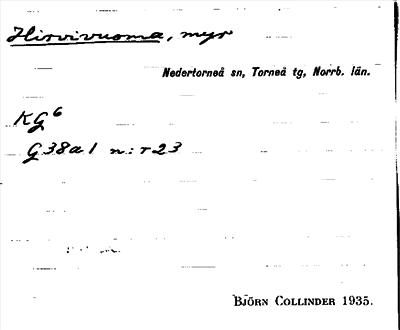 Hirvivuoma, myr
Nedertorneå sn, Torneå tg, Norrb. län.
KG6
G38a1 n:r23
BJÖRN COLLINDER 1935.